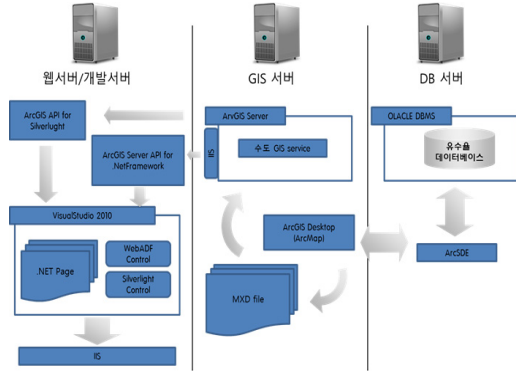 웹서버/개발서버
GIS 서버
DB 서버
ArcGIS API for
Silverlught
ArcGIS Server API for
.NetFramework
VisualStudio 2010
.NET Page
WebADF
Control
Silverlight
Control
IIS
ArvGIS Server
IIS
수도 GIS service
ArcGIS Desktop
(ArcMap)
MXD file
OLACLE DBMS
유수율
데이터베이스
ArcSDE